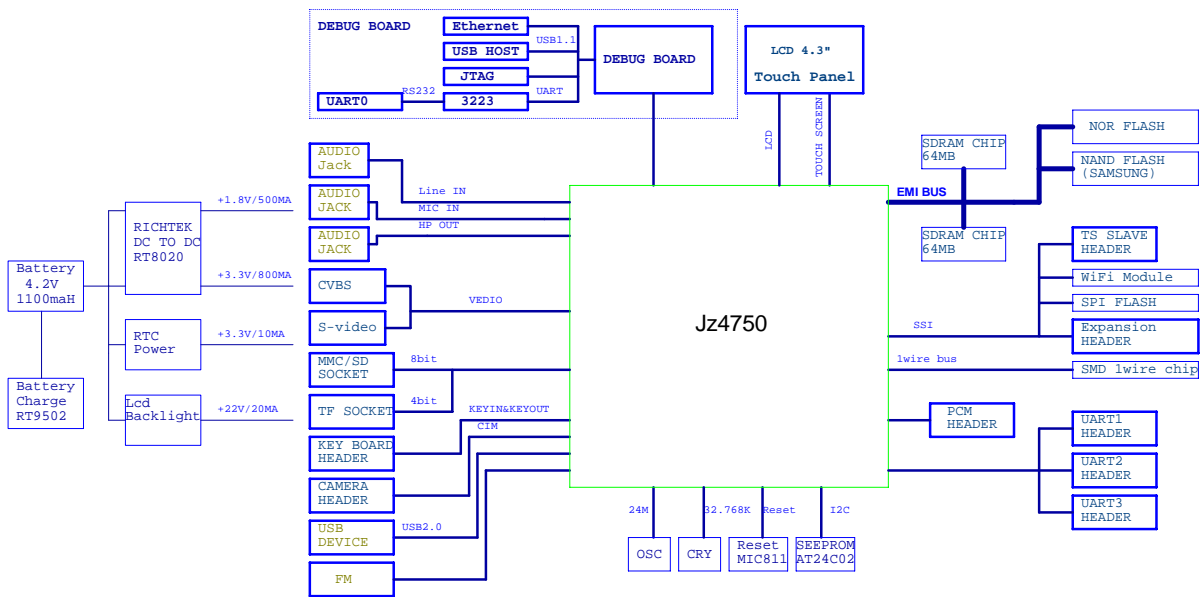 DEBUG BOARD
Ethernet
USB HOST
JTAG
3223
UART0
RS232
USB1.1
UART
DEBUG BOARD
LCD 4.3"
Touch Panel
LCD
TOUCH SCREEN
AUDIO
Jack
AUDIO
JACK
AUDIO
JACK
Line IN
MIC IN
HP OUT
CVBS
S-video
VEDIO
MMC/SD
SOCKET
8bit
TF SOCKET
4bit
KEY BOARD
HEADER
KEYIN&KEYOUT
CIM
CAMERA
HEADER
USB
DEVICE
USB2.0
FM
Battery
4.2V
1100maH
Battery
Charge
RT9502
RICHTEK
DC TO DC
RT8020
RTC
Power
Lcd
Backlight
+1.8V/500MA
+3.3V/800MA
+3.3V/10MA
+22V/20MA
Jz4750
EMI BUS
SDRAM CHIP
64MB
SDRAM CHIP
64MB
NOR FLASH
NAND FLASH
(SAMSUNG)
TS SLAVE
HEADER
WiFi Module
SPI FLASH
Expansion
HEADER
SSI
1wire bus
SMD 1wire chip
PCM
HEADER
UART1
HEADER
UART2
HEADER
UART3
HEADER
24M
32.768K
Reset
I2C
OSC
CRY
Reset
MIC811
SEEPROM
AT24C02